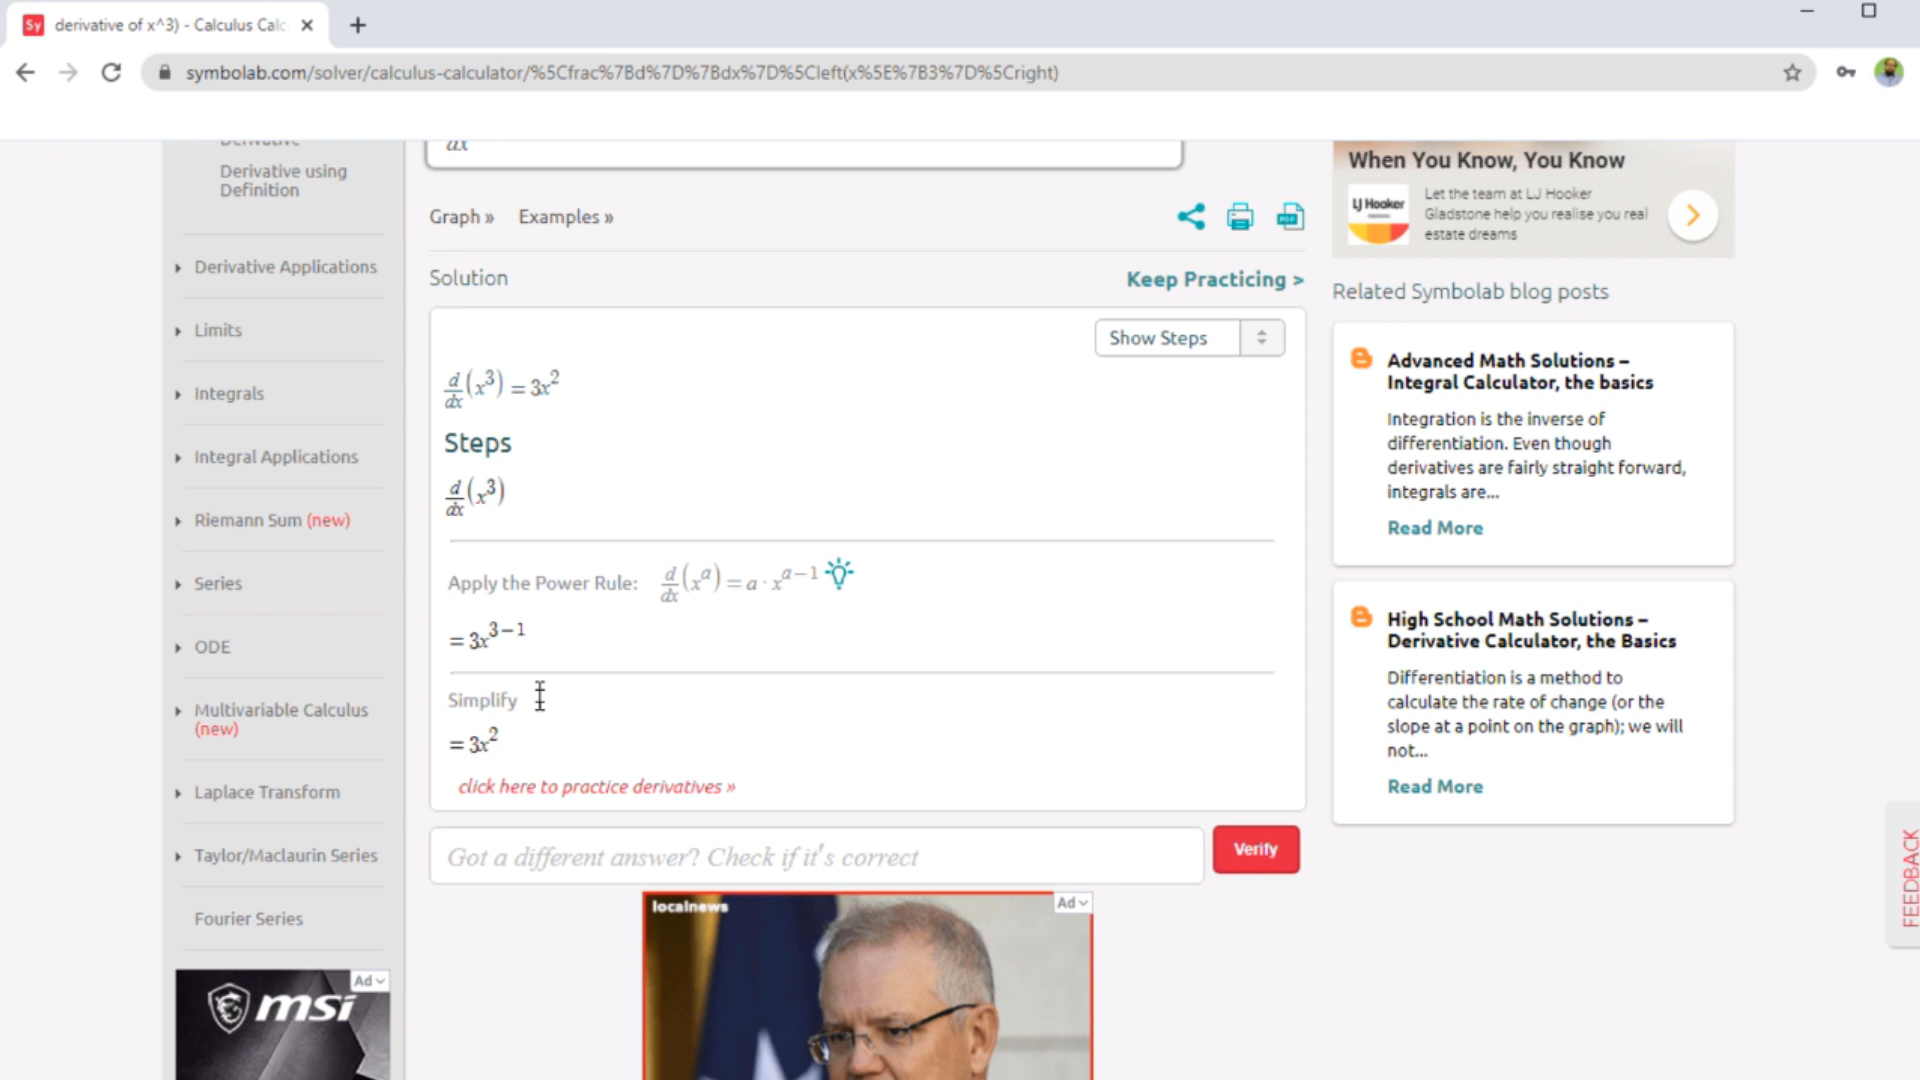 derivative of x^3) - Calculus Calc
symbolab.com/solver/calculus-calculator/%5Cfrac%7Bd%7D%7Bdx%7D%5Cleft(x%5E%7B3%7D%5Cright)
Derivative
Derivative using
Definition
Derivative Applications
Limits
Integrals
Integral Applications
Riemann Sum (new)
Series
ODE
Multivariable Calculus
(new)
Laplace Transform
Taylor/Maclaurin Series
Fourier Series
Ad
msi
dx
Graph »
Examples »
PDF
Solution
Keep Practicing >
Show Steps
d/dx(x^3) = 3x^2
Steps
d/dx(x^3)
Apply the Power Rule: d/dx(x^a) = a · x^(a−1)
= 3x^(3−1)
Simplify
= 3x^2
click here to practice derivatives »
Got a different answer? Check if it's correct
Verify
localnews
Ad
When You Know, You Know
LJ Hooker
Let the team at LJ Hooker
Gladstone help you realise you real
estate dreams
Related Symbolab blog posts
Advanced Math Solutions –
Integral Calculator, the basics
Integration is the inverse of
differentiation. Even though
derivatives are fairly straight forward,
integrals are...
Read More
High School Math Solutions –
Derivative Calculator, the Basics
Differentiation is a method to
calculate the rate of change (or the
slope at a point on the graph); we will
not...
Read More
FEEDBACK